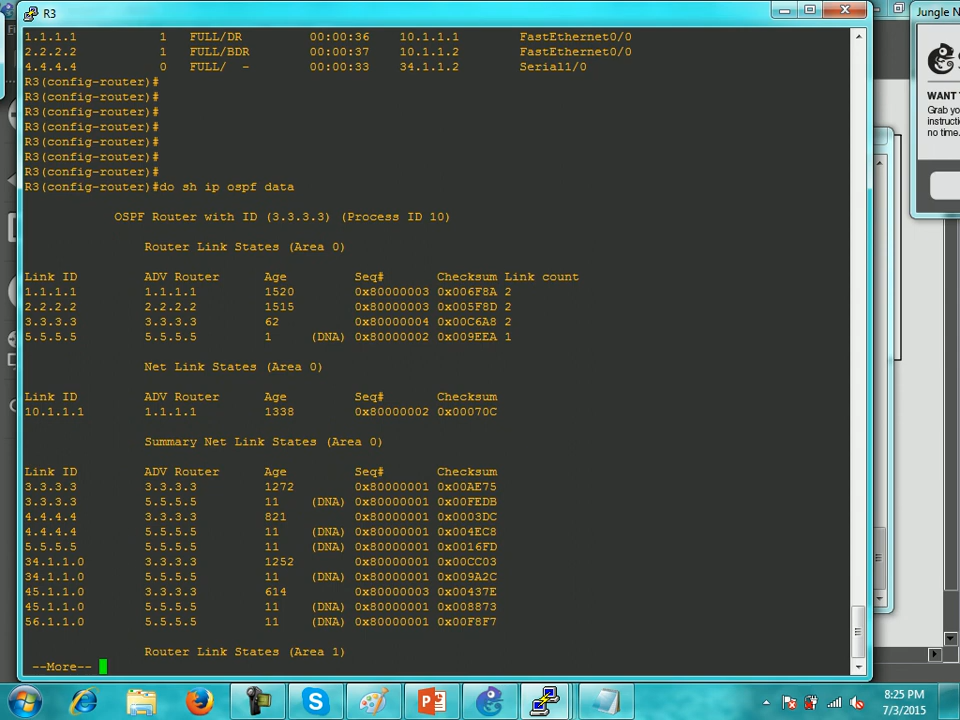 R3
1.1.1.1 1 FULL/DR 00:00:36 10.1.1.1 FastEthernet0/0
2.2.2.2 1 FULL/BDR 00:00:37 10.1.1.2 FastEthernet0/0
4.4.4.4 0 FULL/ - 00:00:33 34.1.1.2 Serial1/0
R3(config-router)#
R3(config-router)#
R3(config-router)#
R3(config-router)#
R3(config-router)#
R3(config-router)#
R3(config-router)#
R3(config-router)#do sh ip ospf data
OSPF Router with ID (3.3.3.3) (Process ID 10)
Router Link States (Area 0)
Link ID ADV Router Age Seq# Checksum Link count
1.1.1.1 1.1.1.1 1520 0x80000003 0x006F8A 2
2.2.2.2 2.2.2.2 1515 0x80000003 0x005F8D 2
3.3.3.3 3.3.3.3 62 0x80000004 0x00C6A8 2
5.5.5.5 5.5.5.5 1 (DNA) 0x80000002 0x009EEA 1
Net Link States (Area 0)
Link ID ADV Router Age Seq# Checksum
10.1.1.1 1.1.1.1 1338 0x80000002 0x00070C
Summary Net Link States (Area 0)
Link ID ADV Router Age Seq# Checksum
3.3.3.3 3.3.3.3 1272 0x80000001 0x00AE75
3.3.3.3 5.5.5.5 11 (DNA) 0x80000001 0x00FEDB
4.4.4.4 3.3.3.3 821 0x80000001 0x0003DC
4.4.4.4 5.5.5.5 11 (DNA) 0x80000001 0x004EC8
5.5.5.5 5.5.5.5 11 (DNA) 0x80000001 0x0016FD
34.1.1.0 3.3.3.3 1252 0x80000001 0x00CC03
34.1.1.0 5.5.5.5 11 (DNA) 0x80000001 0x009A2C
45.1.1.0 3.3.3.3 614 0x80000003 0x00437E
45.1.1.0 5.5.5.5 11 (DNA) 0x80000001 0x008873
56.1.1.0 5.5.5.5 11 (DNA) 0x80000001 0x00F8F7
Router Link States (Area 1)
--More--
Jungle N
WANT
Grab yo
instructi
no time.
8:25 PM
7/3/2015